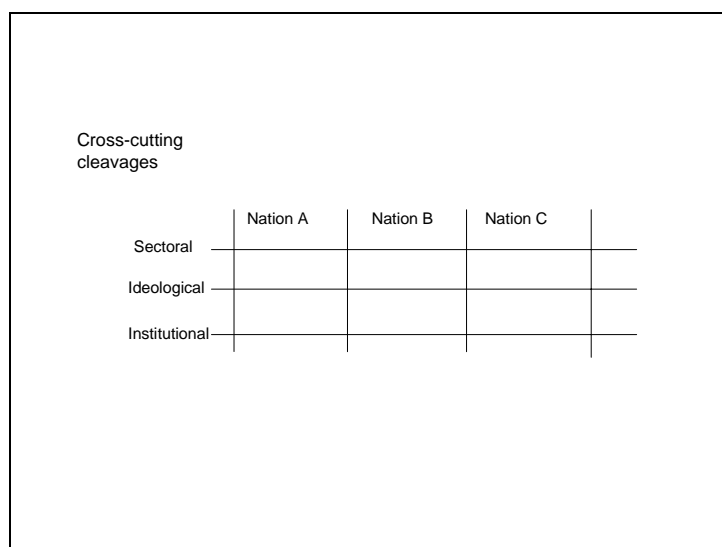 Cross-cutting
cleavages
Nation A Nation B Nation C
Sectoral
Ideological
Institutional